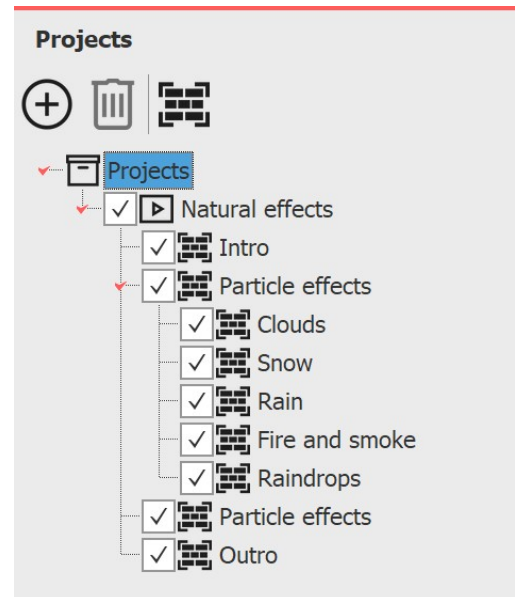 Projects
Projects
Natural effects
Intro
Particle effects
Clouds
Snow
Rain
Fire and smoke
Raindrops
Particle effects
Outro